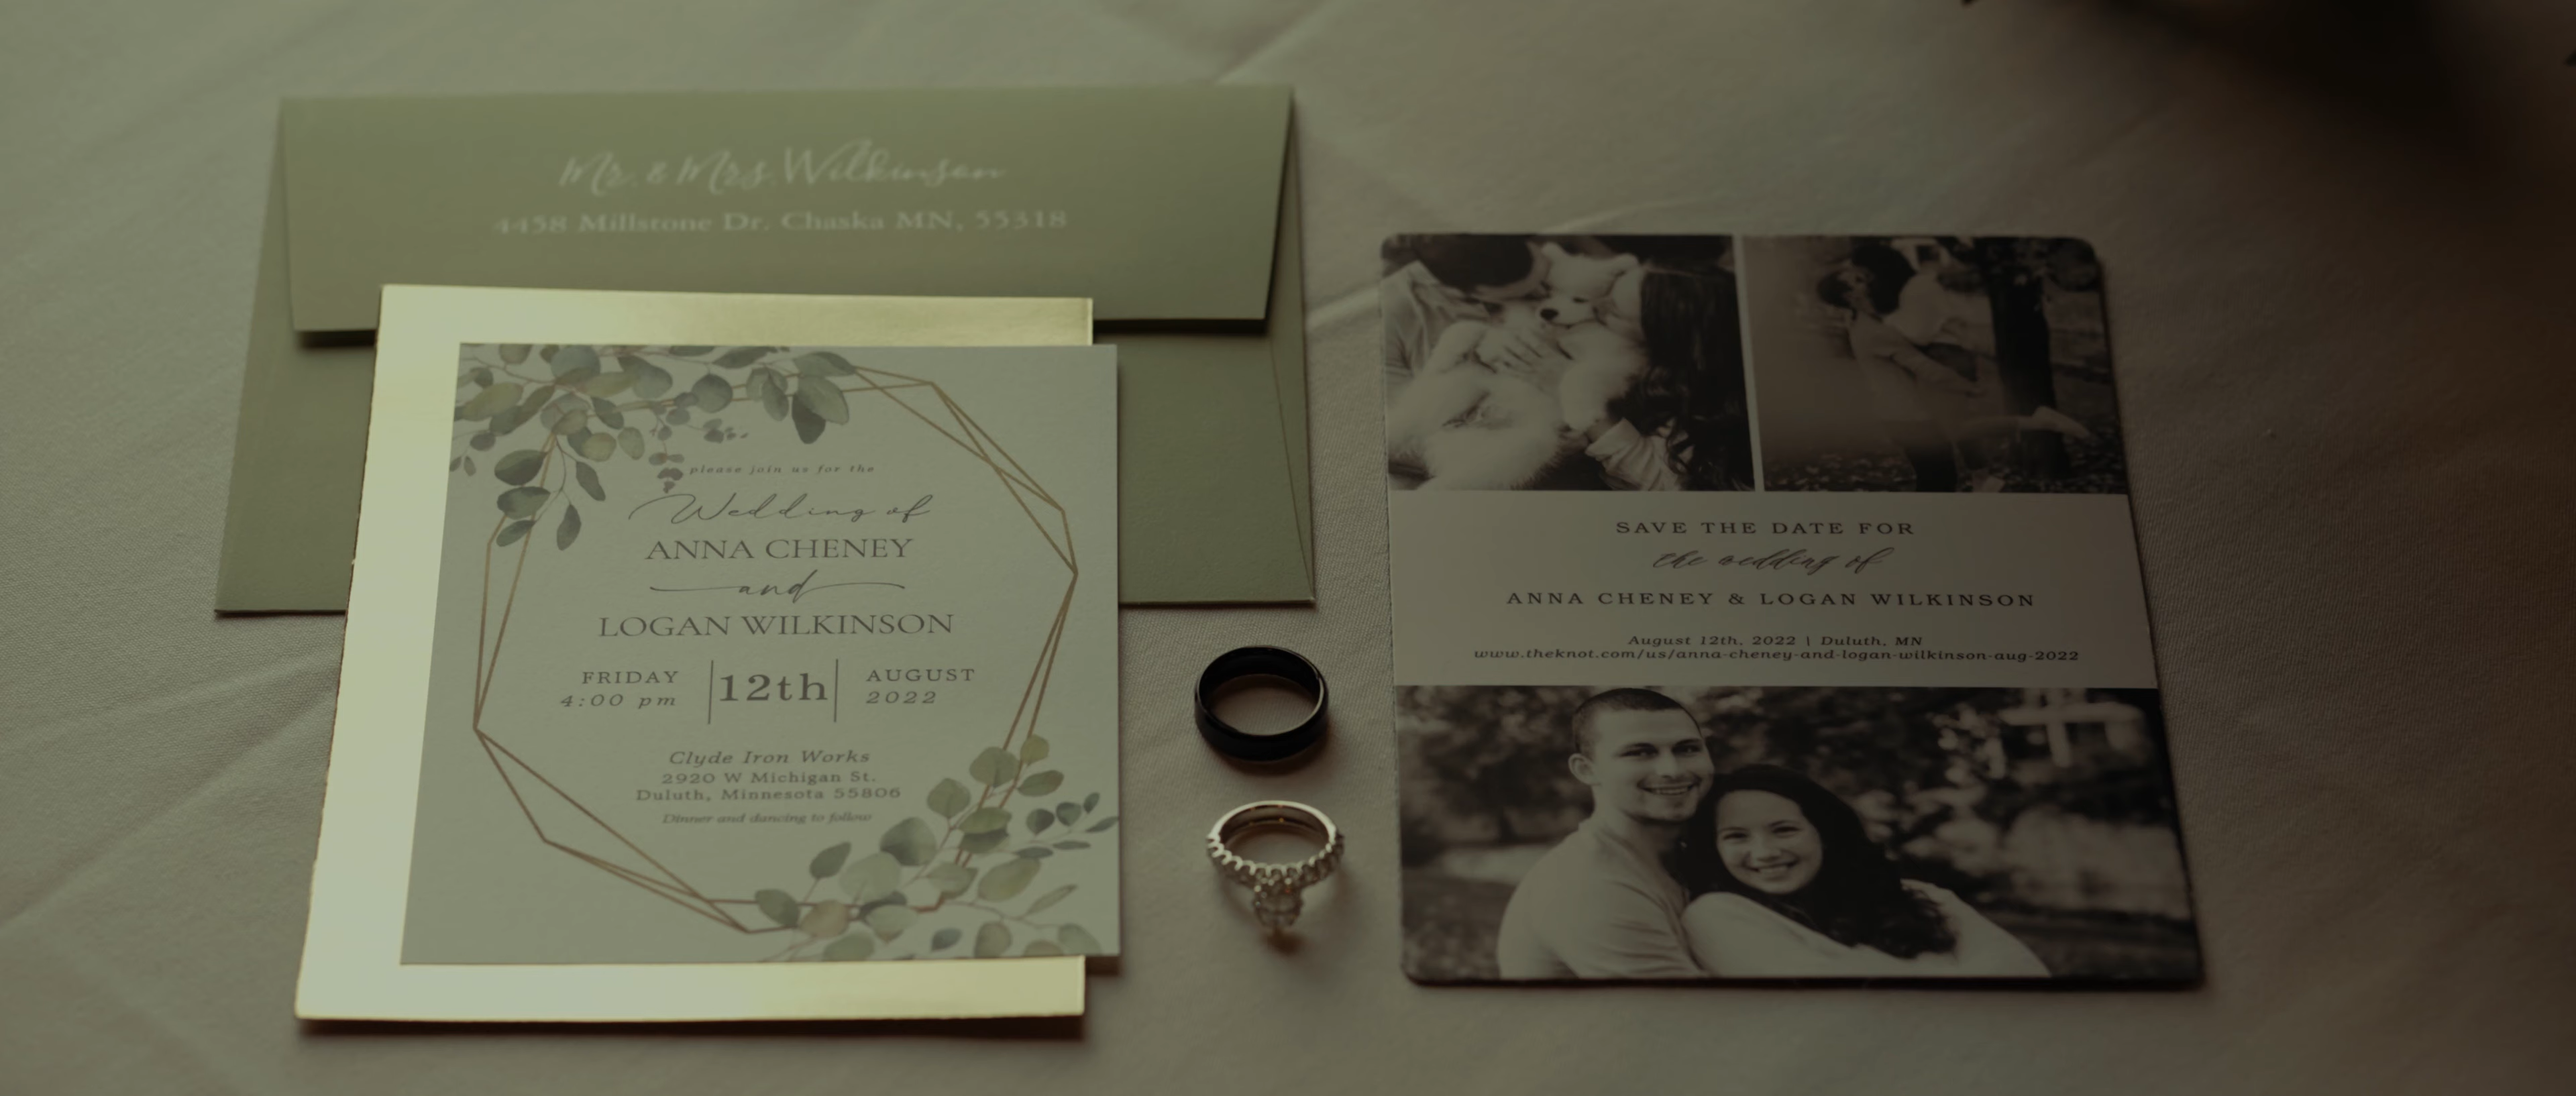 Mr. & Mrs. Wilkinson
4458 Millstone Dr. Chaska MN, 55318
please join us for the
Wedding of
ANNA CHENEY
and
LOGAN WILKINSON
FRIDAY
4:00 pm
12th
AUGUST
2022
Clyde Iron Works
2920 W Michigan St.
Duluth, Minnesota 55806
Dinner and dancing to follow
SAVE THE DATE FOR
the wedding of
ANNA CHENEY & LOGAN WILKINSON
August 12th, 2022 | Duluth, MN
www.theknot.com/us/anna-cheney-and-logan-wilkinson-aug-2022